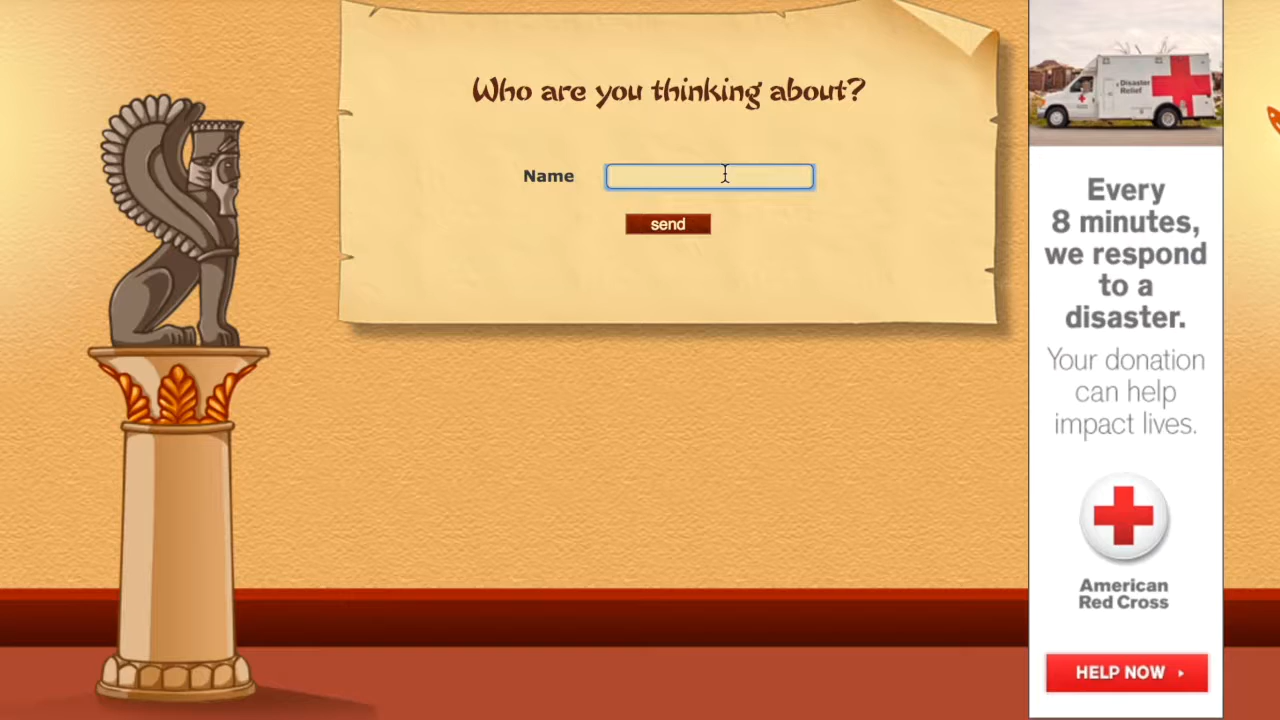 Who are you thinking about?
Name
send
Disaster
Relief
Every
8 minutes,
we respond
to a
disaster.
Your donation
can help
impact lives.
American
Red Cross
HELP NOW